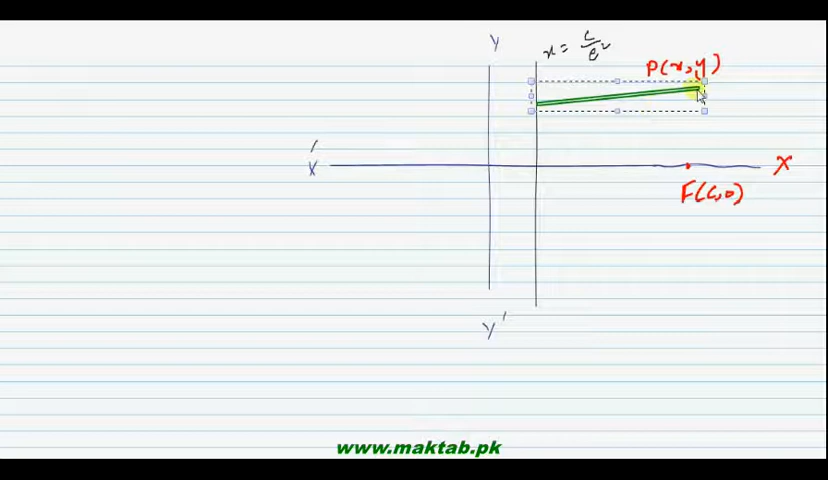 Y
x = c/e²
P(x,y)
X'
X
F(c,0)
Y'
www.maktab.pk